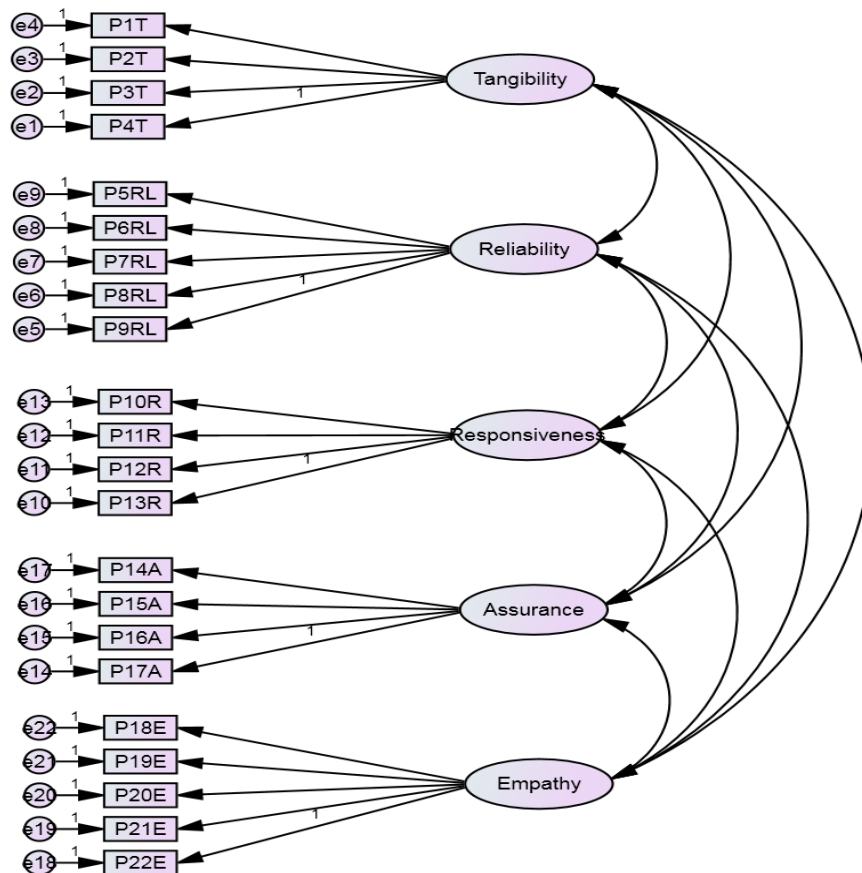 e4 1 P1T
e3 1 P2T
e2 1 P3T
e1 1 P4T
1
Tangibility
e9 1 P5RL
e8 1 P6RL
e7 1 P7RL
e6 1 P8RL
e5 1 P9RL
1
Reliability
e13 1 P10R
e12 1 P11R
e11 1 P12R
e10 1 P13R
1
Responsiveness
e17 1 P14A
e16 1 P15A
e15 1 P16A
e14 1 P17A
1
Assurance
e22 1 P18E
e21 1 P19E
e20 1 P20E
e19 1 P21E
e18 1 P22E
1
Empathy